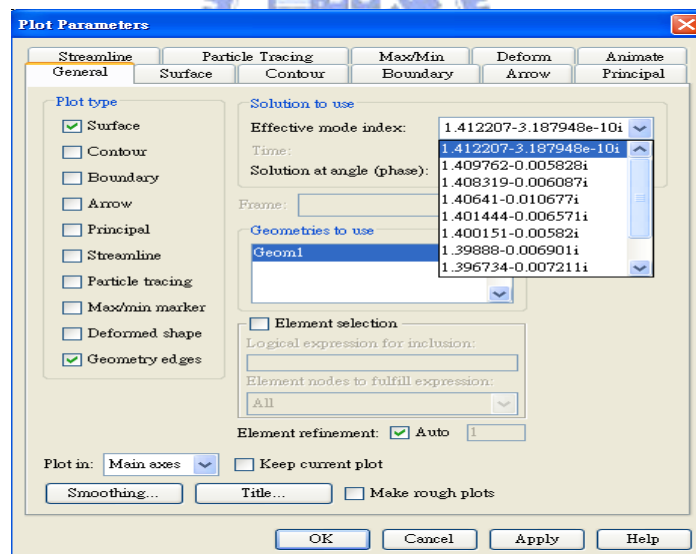 Plot Parameters
Streamline Particle Tracing Max/Min Deform Animate
General Surface Contour Boundary Arrow Principal
Plot type
Surface
Contour
Boundary
Arrow
Principal
Streamline
Particle tracing
Max/min marker
Deformed shape
Geometry edges
Solution to use
Effective mode index: 1.412207-3.187948e-10i
Time:
Solution at angle (phase):
1.412207-3.187948e-10i
1.409762-0.005828i
1.408319-0.006087i
1.40641-0.010677i
1.401444-0.006571i
1.400151-0.00582i
1.39888-0.006901i
1.396734-0.007211i
Frame:
Geometries to use
Geom1
Element selection
Logical expression for inclusion:
Element nodes to fulfill expression:
All
Element refinement: Auto 1
Plot in: Main axes Keep current plot
Smoothing... Title... Make rough plots
OK Cancel Apply Help